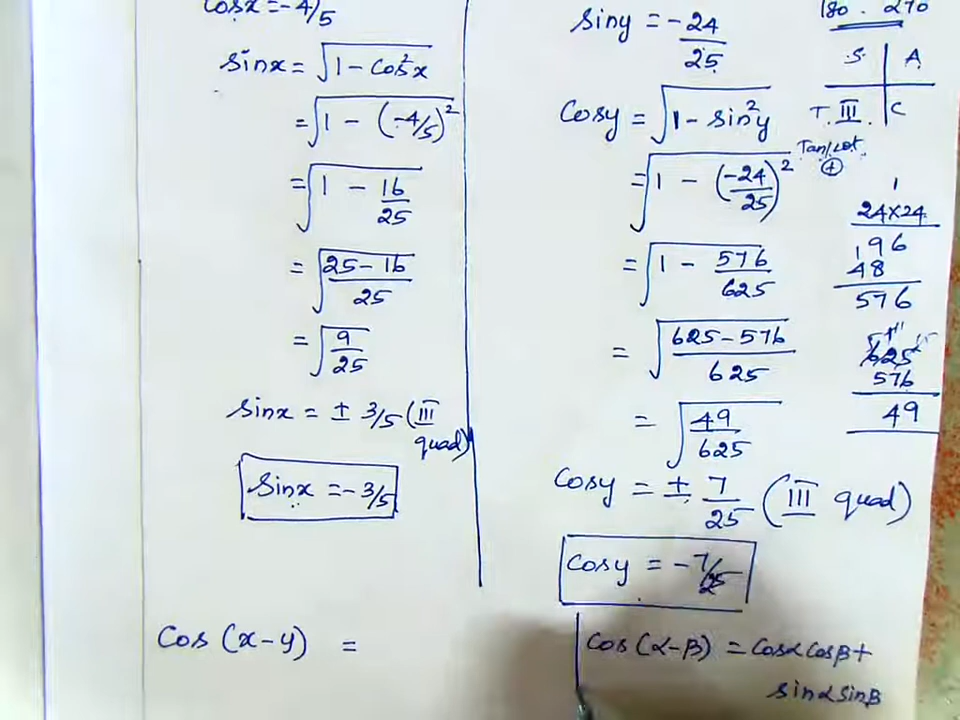 cosx = -4/5
sinx = √1 - cos²x
= √1 - (-4/5)²
= √1 - 16/25
= √25-16/25
= √9/25
sinx = ± 3/5 (III
quad)
sinx = -3/5
siny = -24/25
cosy = √1 - sin²y
= √1 - (-24/25)²
= √1 - 576/625
= √625-576/625
= √49/625
cosy = ± 7/25 (III quad)
cosy = -7/25
180 . 270
S A
T III C
Tan/cot
+
1
24×24
196
48
576
625
576
49
cos(x-y) =
cos(α-β) = cosα cosβ +
sinα sinβ